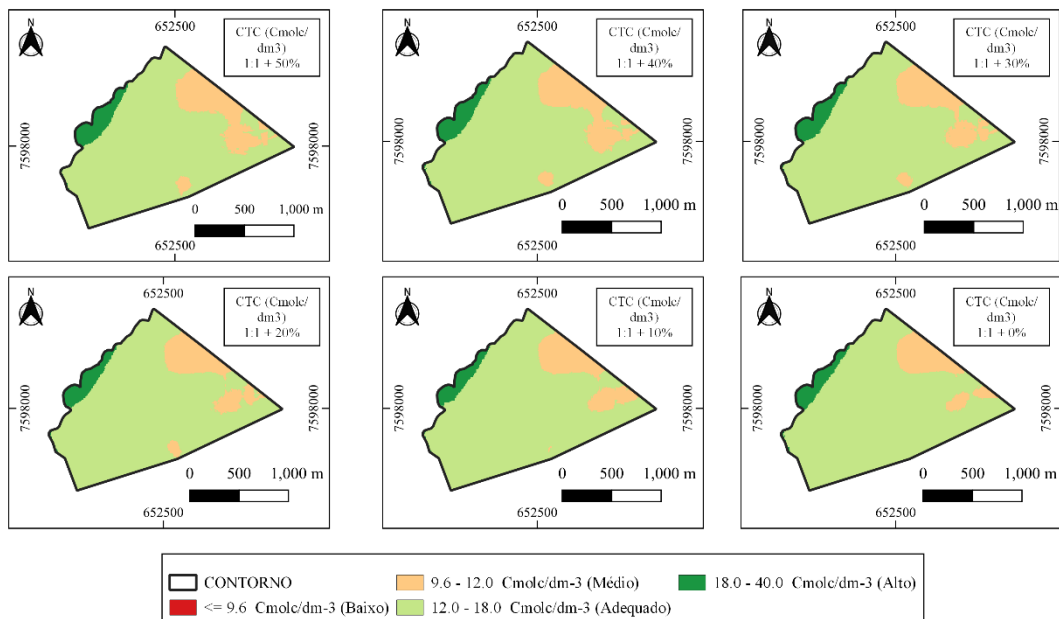 652500
N
CTC (Cmolc/
dm3)
1:1 + 50%
7598000
7598000
0 500 1,000 m
652500
652500
N
CTC (Cmolc/
dm3)
1:1 + 40%
7598000
7598000
0 500 1,000 m
652500
652500
N
CTC (Cmolc/
dm3)
1:1 + 30%
7598000
7598000
0 500 1,000 m
652500
652500
N
CTC (Cmolc/
dm3)
1:1 + 20%
7598000
7598000
0 500 1,000 m
652500
652500
N
CTC (Cmolc/
dm3)
1:1 + 10%
7598000
7598000
0 500 1,000 m
652500
652500
N
CTC (Cmolc/
dm3)
1:1 + 0%
7598000
7598000
0 500 1,000 m
652500
CONTORNO
<= 9.6 Cmolc/dm-3 (Baixo)
9.6 - 12.0 Cmolc/dm-3 (Médio)
12.0 - 18.0 Cmolc/dm-3 (Adequado)
18.0 - 40.0 Cmolc/dm-3 (Alto)